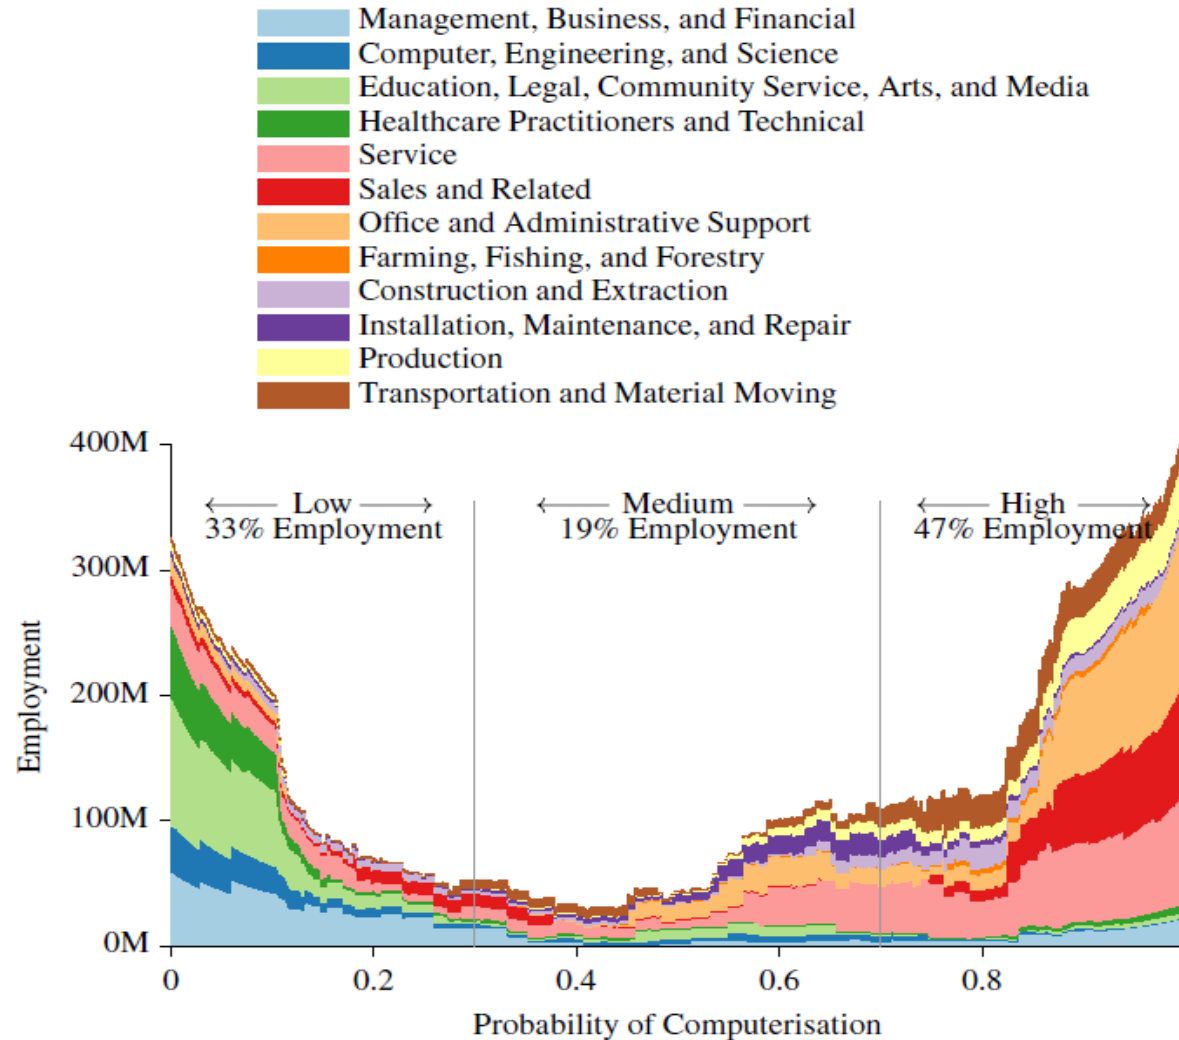 Management, Business, and Financial
Computer, Engineering, and Science
Education, Legal, Community Service, Arts, and Media
Healthcare Practitioners and Technical
Service
Sales and Related
Office and Administrative Support
Farming, Fishing, and Forestry
Construction and Extraction
Installation, Maintenance, and Repair
Production
Transportation and Material Moving
400M
Low Medium High
33% Employment 19% Employment 47% Employment
300M
200M
100M
0M
Employment
0 0.2 0.4 0.6 0.8
Probability of Computerisation